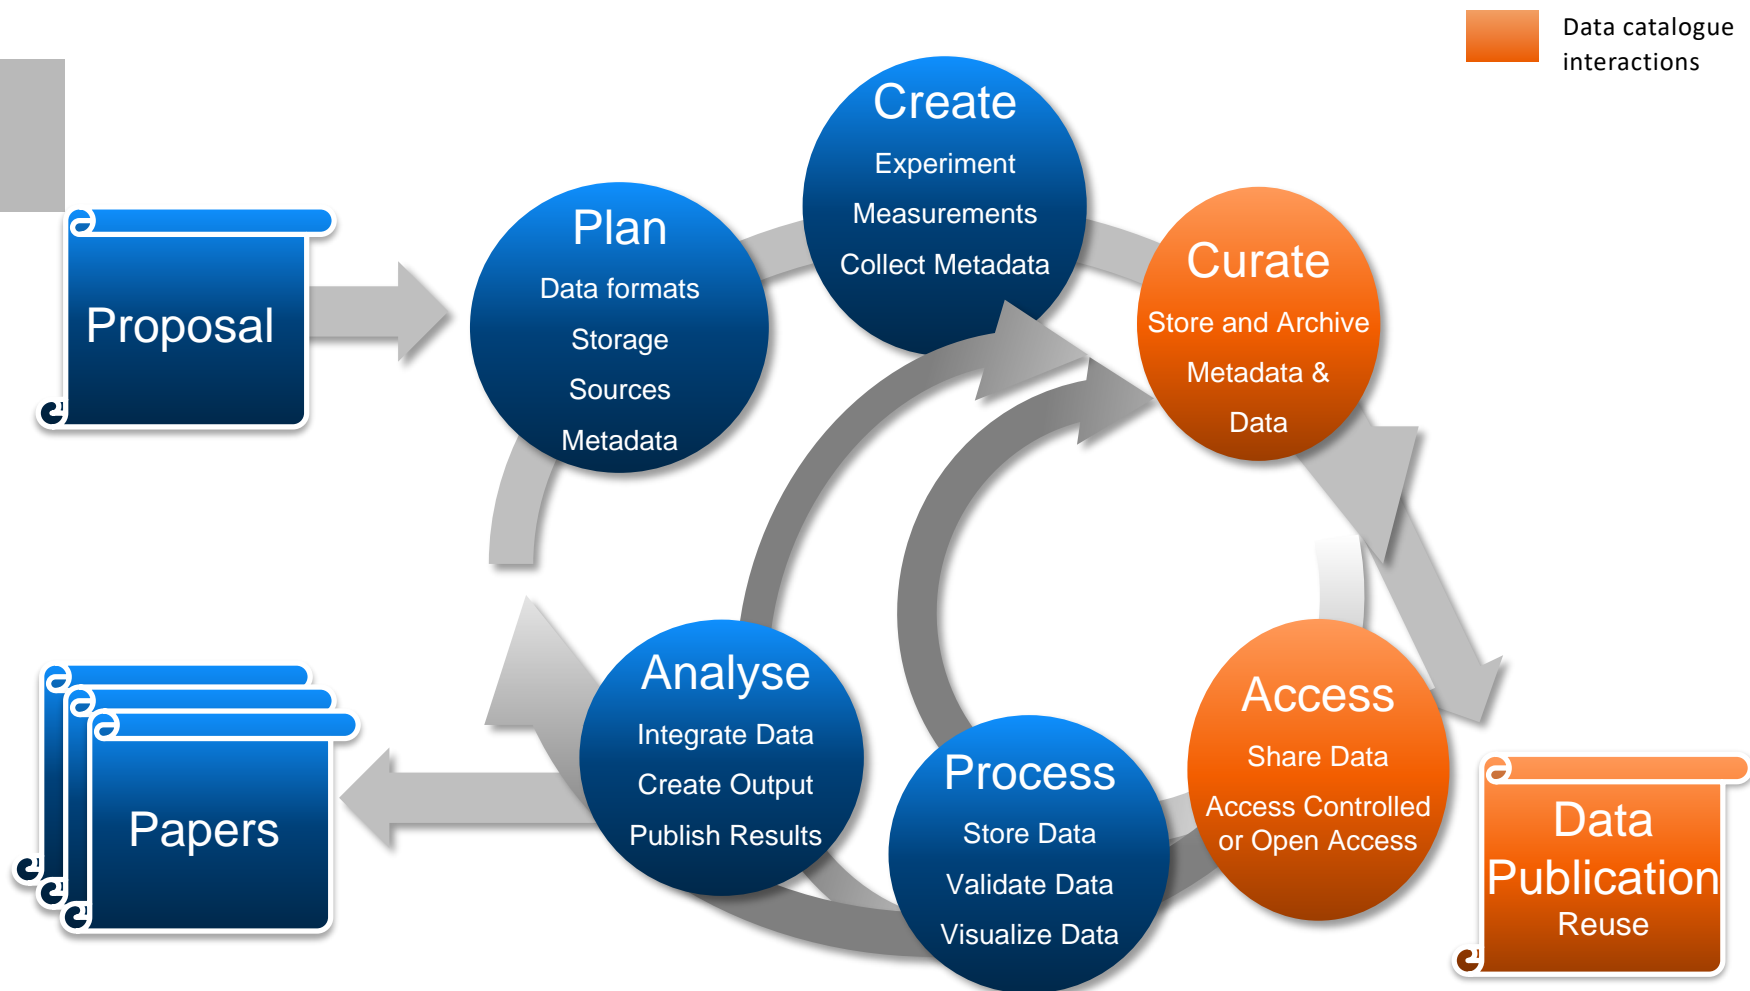 Data catalogue
interactions
Create
Experiment
Measurements
Collect Metadata
Plan
Data formats
Storage
Sources
Metadata
Curate
Store and Archive
Metadata &
Data
Proposal
Analyse
Integrate Data
Create Output
Publish Results
Process
Store Data
Validate Data
Visualize Data
Access
Share Data
Access Controlled
or Open Access
Papers
Data
Publication
Reuse